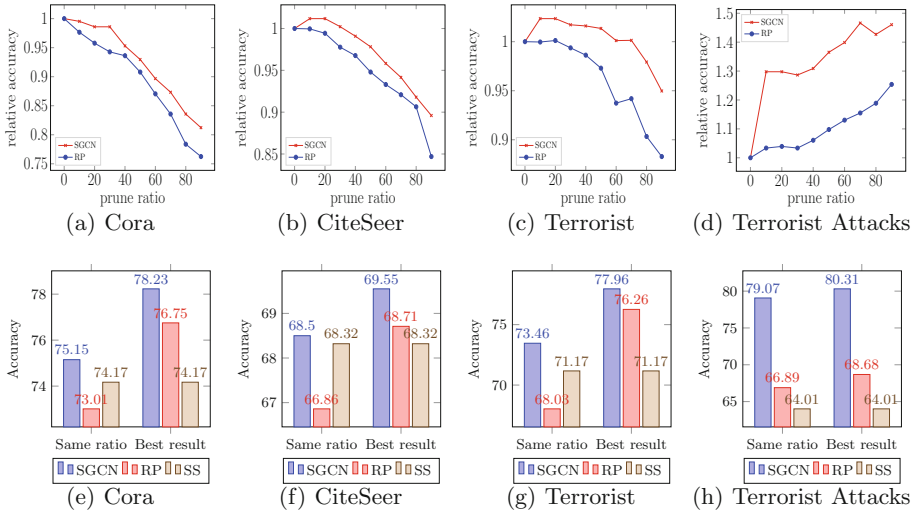 relative accuracy
1
0.95
0.9
0.85
0.8
0.75
SGCN
RP
0 20 40 60 80 100
prune ratio
(a) Cora
relative accuracy
1
0.95
0.9
0.85
SGCN
RP
0 20 40 60 80 100
prune ratio
(b) CiteSeer
relative accuracy
1
0.95
0.9
SGCN
RP
0 20 40 60 80 100
prune ratio
(c) Terrorist
relative accuracy
1.5
1.4
1.3
1.2
1.1
1
SGCN
RP
0 20 40 60 80 100
prune ratio
(d) Terrorist Attacks
Accuracy
78
76
74
75.15
73.01
74.17
78.23
76.75
74.17
Same ratio Best result
SGCN RP SS
(e) Cora
Accuracy
69
68
67
68.5
66.86
68.32
69.55
68.71
68.32
Same ratio Best result
SGCN RP SS
(f) CiteSeer
Accuracy
75
70
73.46
68.03
71.17
77.96
76.26
71.17
Same ratio Best result
SGCN RP SS
(g) Terrorist
Accuracy
80
75
70
65
79.07
66.89
64.01
80.31
68.68
64.01
Same ratio Best result
SGCN RP SS
(h) Terrorist Attacks